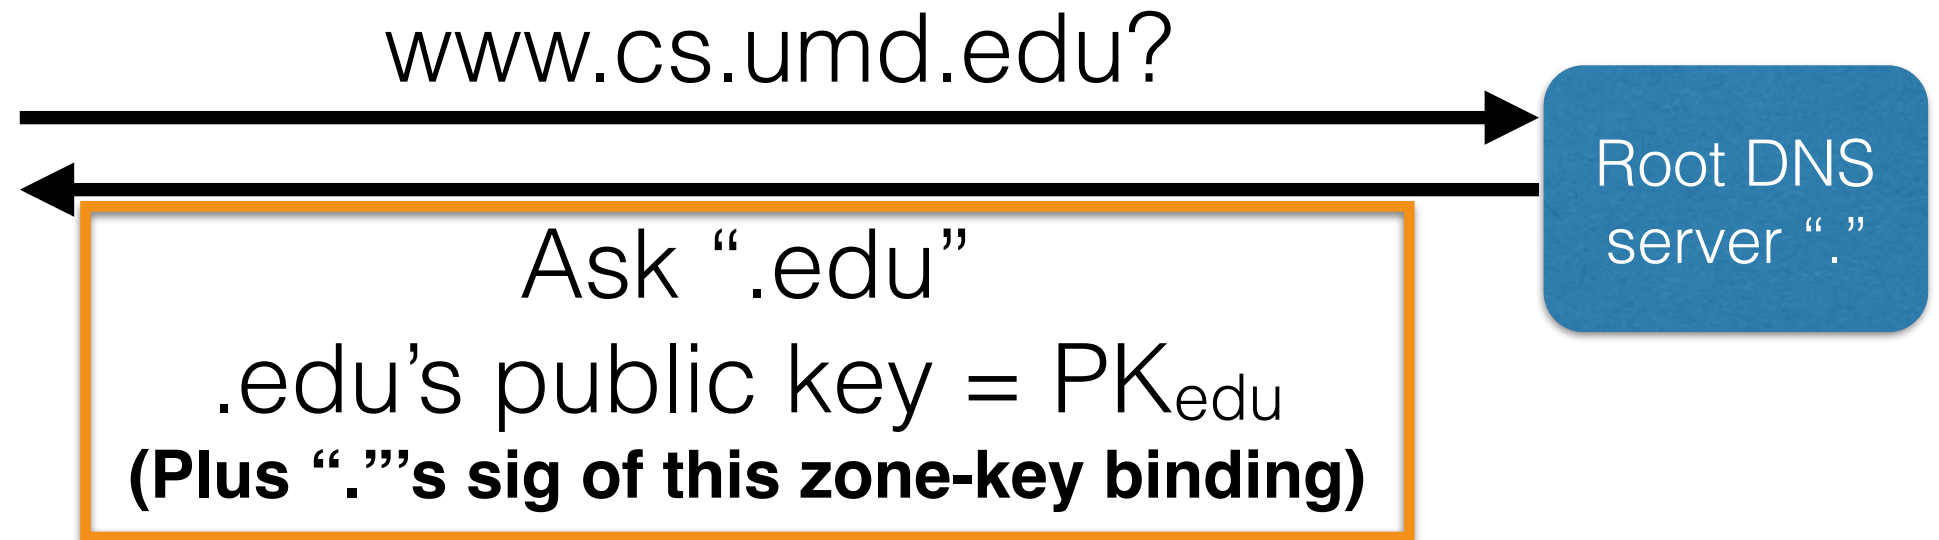 www.cs.umd.edu?
Root DNS
server “.”
Ask “.edu”
.edu’s public key = PKedu
(Plus “.”’s sig of this zone-key binding)